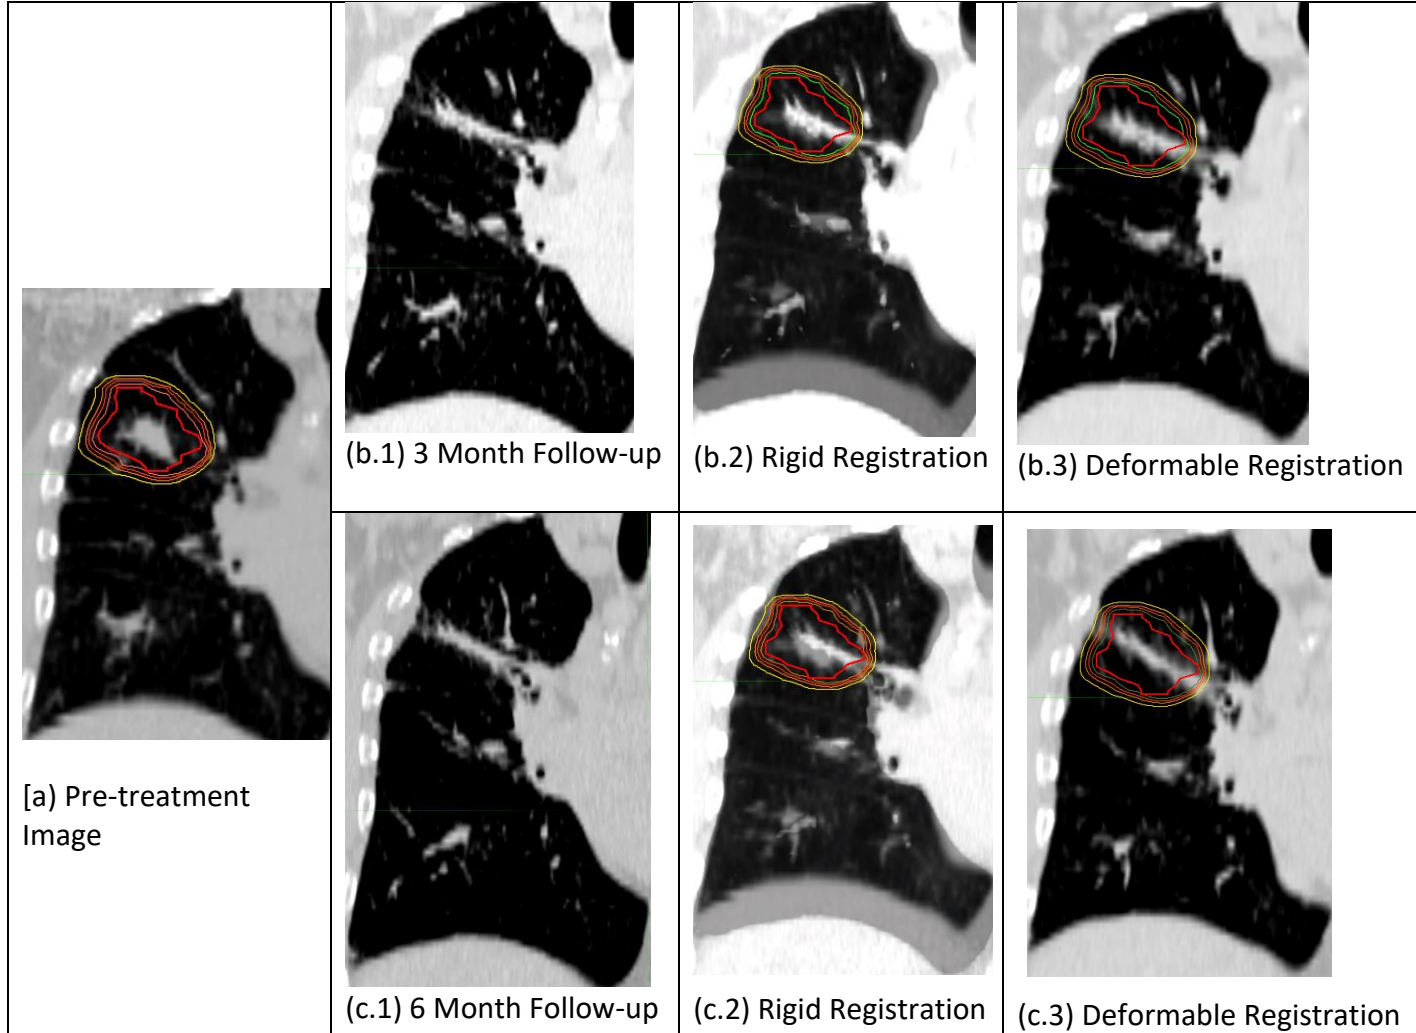 [a) Pre-treatment
Image
(b.1) 3 Month Follow-up
(b.2) Rigid Registration
(b.3) Deformable Registration
(c.1) 6 Month Follow-up
(c.2) Rigid Registration
(c.3) Deformable Registration